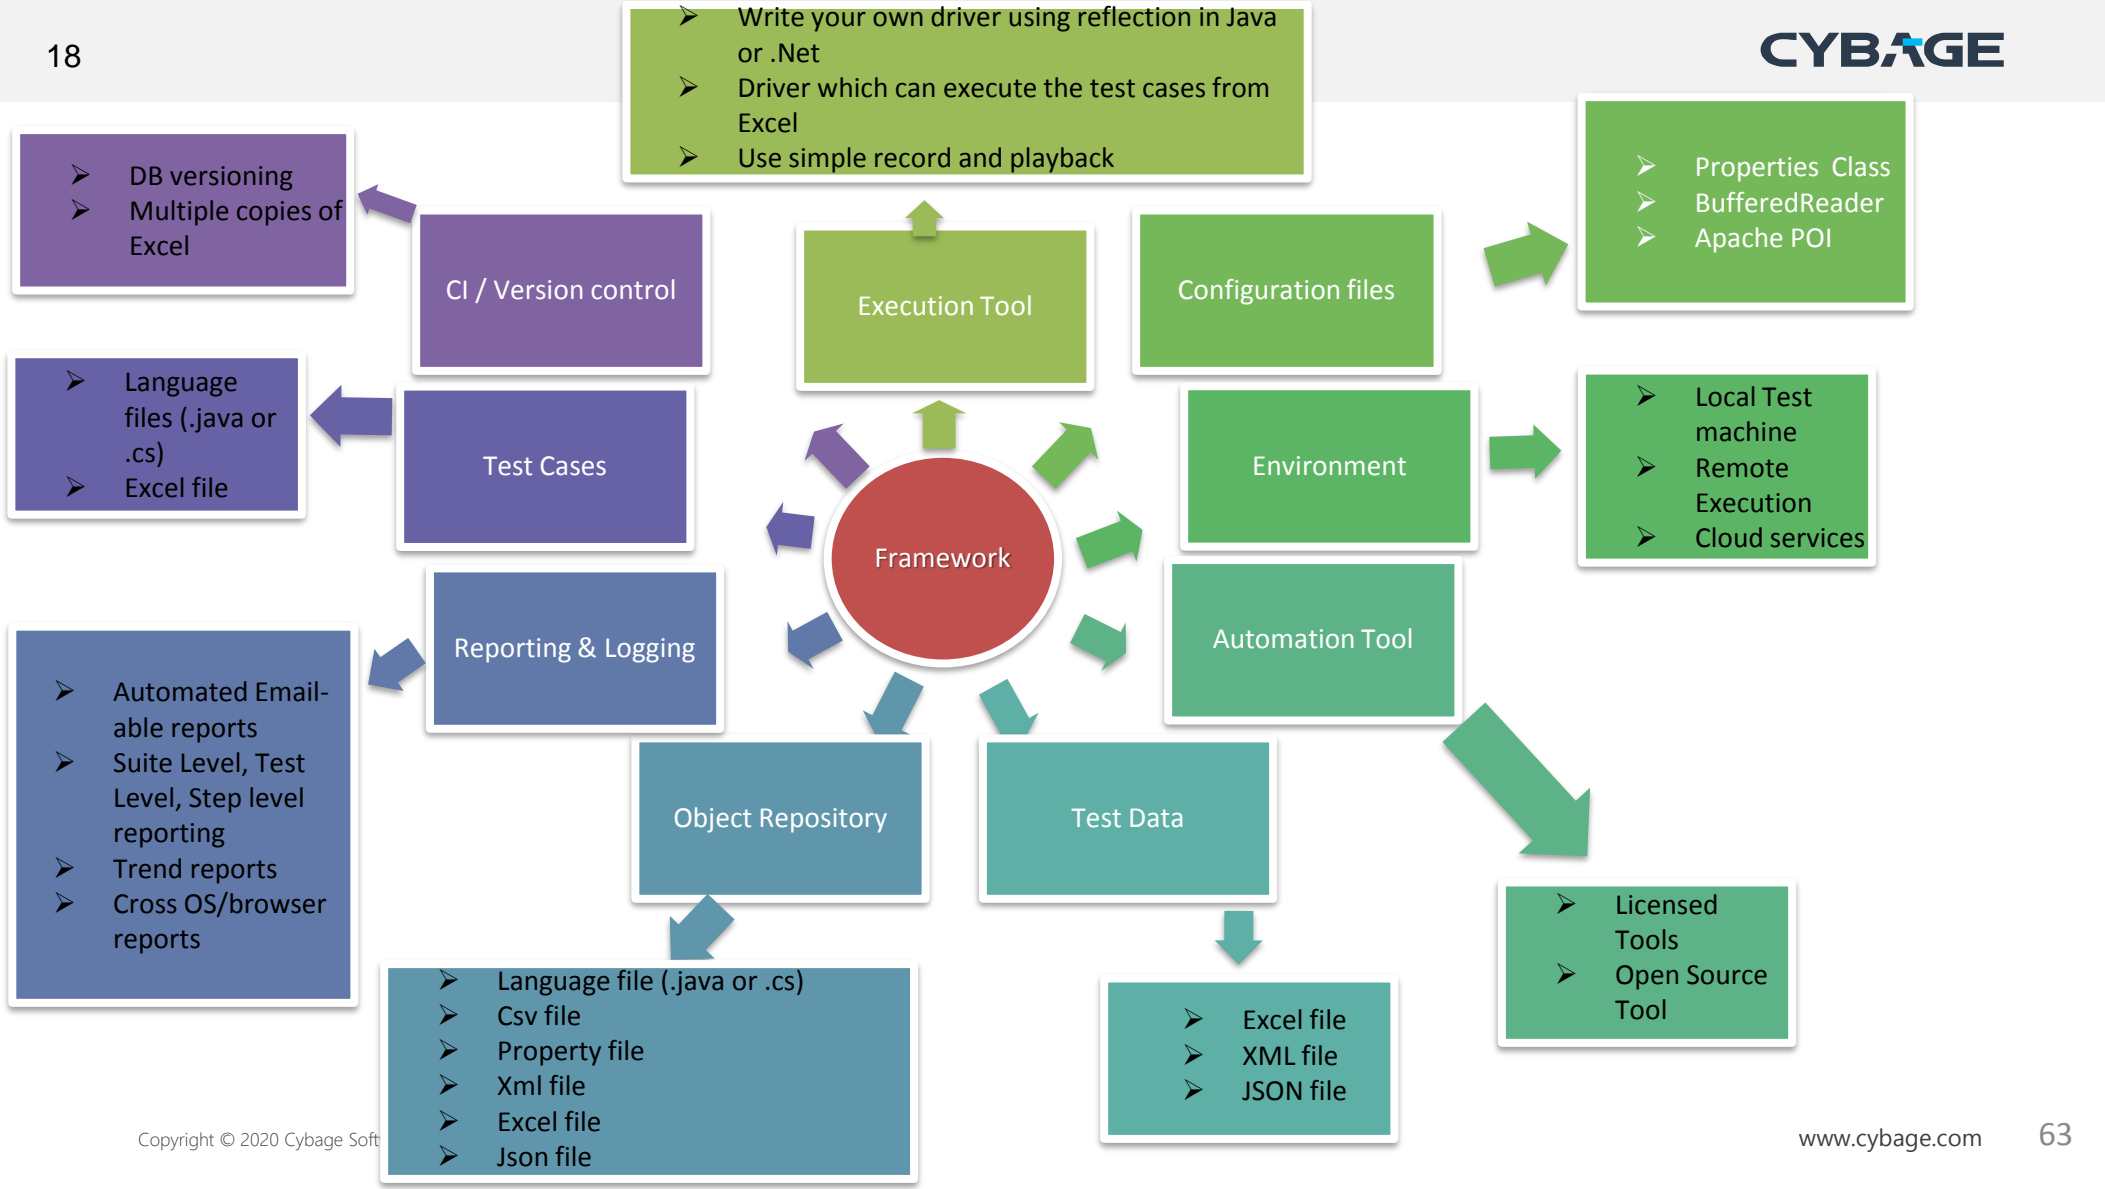 18
CYBAGE
Write your own driver using reflection in Java
or .Net
Driver which can execute the test cases from
Excel
Use simple record and playback
DB versioning
Multiple copies of
Excel
CI / Version control
Execution Tool
Configuration files
Properties  Class
BufferedReader
Apache POI
Language
files (.java or
.cs)
Excel file
Test Cases
Framework
Environment
Local Test
machine
Remote
Execution
Cloud services
Automated Email-
able reports
Suite Level, Test
Level, Step level
reporting
Trend reports
Cross OS/browser
reports
Reporting & Logging
Automation Tool
Object Repository
Test Data
Licensed
Tools
Open Source
Tool
Language file (.java or .cs)
Csv file
Property file
Xml file
Excel file
Json file
Excel file
XML file
JSON file
Copyright © 2020 Cybage
www.cybage.com
63